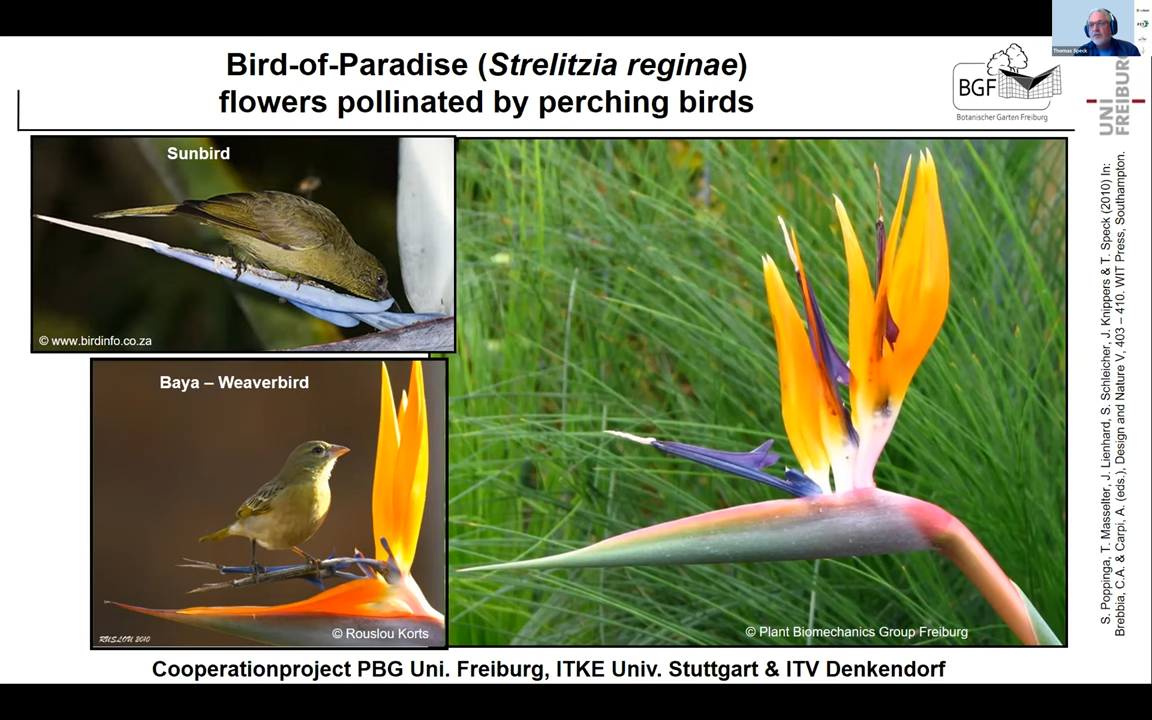 Bird-of-Paradise (Strelitzia reginae)
flowers pollinated by perching birds
Thomas Speck
BGF
Botanischer Garten Freiburg
UNI
FREIBURG
Sunbird
© www.birdinfo.co.za
Baya – Weaverbird
RUSLOU 2010
© Rouslou Korts
© Plant Biomechanics Group Freiburg
S. Poppinga, T. Masselter, J. Lienhard, S. Schleicher, J. Knippers & T. Speck (2010) In:
Brebbia, C.A. & Carpi, A. (eds.), Design and Nature V, 403 – 410. WIT Press, Southampton.
Cooperationproject PBG Uni. Freiburg, ITKE Univ. Stuttgart & ITV Denkendorf